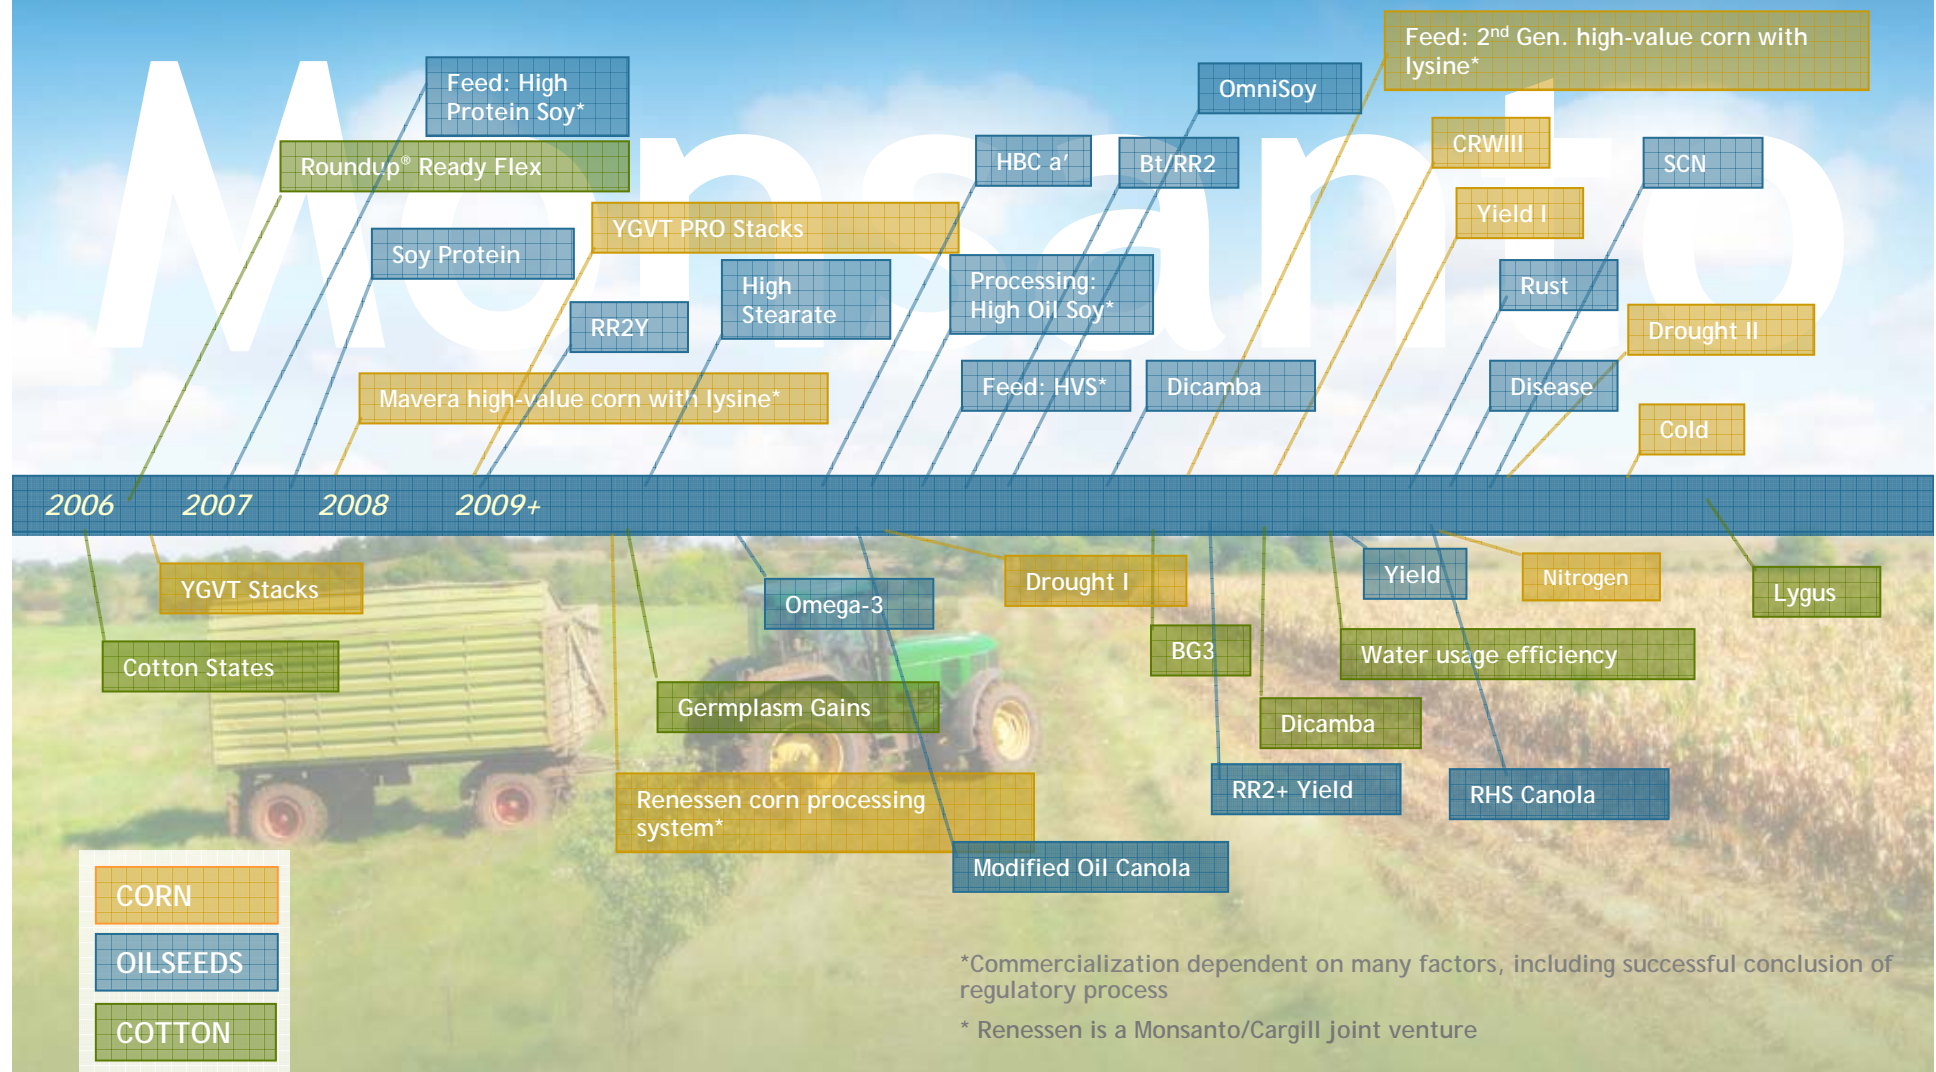 Monsanto
Feed: 2nd Gen. high-value corn with
lysine*
Feed: High
Protein Soy*
OmniSoy
Roundup® Ready Flex
HBC a’
Bt/RR2
CRWIII
SCN
YGVT PRO Stacks
Yield I
Soy Protein
High
Stearate
Processing:
High Oil Soy*
Rust
RR2Y
Drought II
Mavera high-value corn with lysine*
Feed: HVS*
Dicamba
Disease
Cold
2006
2007
2008
2009+
YGVT Stacks
Omega-3
Drought I
Yield
Nitrogen
Lygus
Cotton States
BG3
Water usage efficiency
Germplasm Gains
Dicamba
Renessen corn processing
system*
RR2+ Yield
RHS Canola
Modified Oil Canola
CORN
OILSEEDS
COTTON
*Commercialization dependent on many factors, including successful conclusion of
regulatory process
* Renessen is a Monsanto/Cargill joint venture